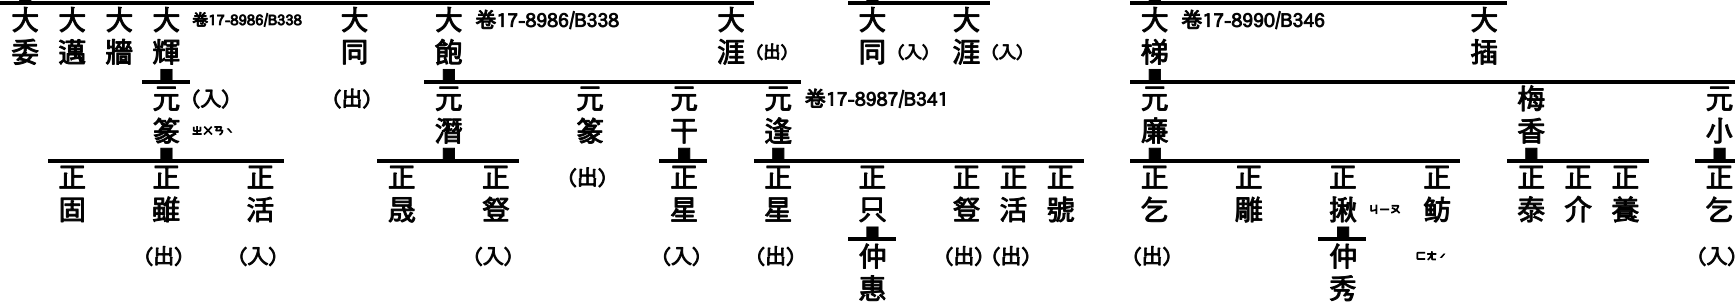 大委 大邁 大牆 大輝 卷17-8986/B338 大同 大飽 卷17-8986/B338 大涯 (出) 大同 (入) 大涯 (入) 大梯 卷17-8990/B346 大插
元篆 (入) ㄓㄨㄢˋ (出) 元潛 元篆 元干 元逢 卷17-8987/B341 元廉 梅香 元小
正固 正雖 正活 正晟 正登 (出) 正星 正星 正只 正登 正活 正號 正乞 正雕 正揪 ㄐㄧㄡ 正魴 正泰 正介 正養 正乞
(出) (入) (入) (入) (出) 仲惠 (出) (出) (出) 仲秀 ㄈㄤˊ (入)